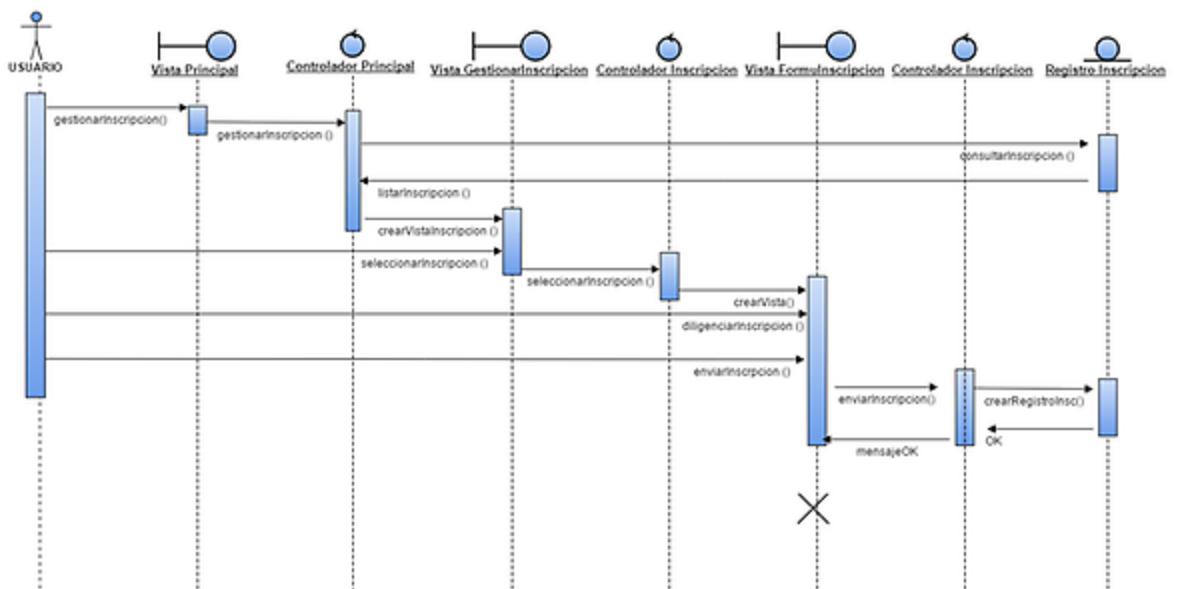 USUARIO
Vista Principal
Controlador Principal
Vista GestionarInscripcion
Controlador Inscripcion
Vista FormuInscripcion
Controlador Inscripcion
Registro Inscripcion
gestionarInscripcion()
gestionarInscripcion ()
consultarInscripcion ()
listarInscripcion ()
crearVistaInscripcion ()
seleccionarInscripcion ()
seleccionarInscripcion ()
crearVista()
diligenciarInscripcion ()
enviarInscrpcion ()
enviarInscripcion()
crearRegistroInsc()
OK
mensajeOK